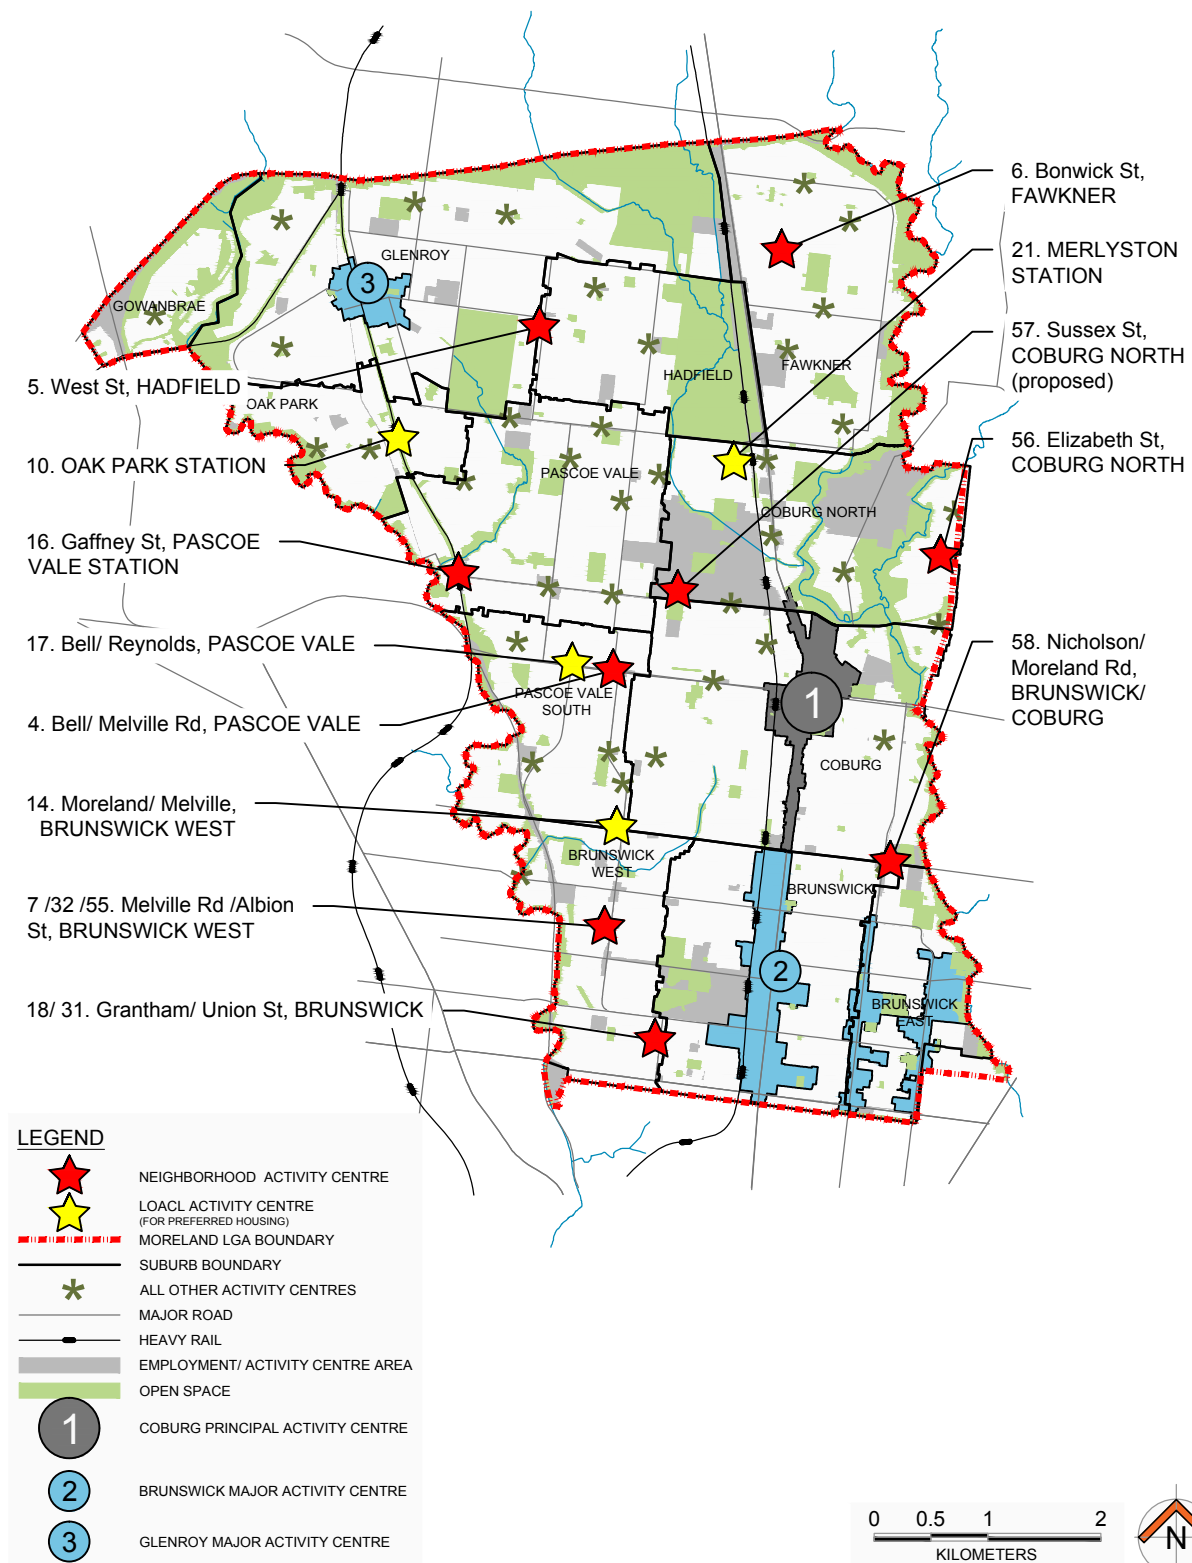 6. Bonwick St,
FAWKNER
21. MERLYSTON
STATION
57. Sussex St,
COBURG NORTH
(proposed)
56. Elizabeth St,
COBURG NORTH
58. Nicholson/
Moreland Rd,
BRUNSWICK/
COBURG
5. West St, HADFIELD
10. OAK PARK STATION
16. Gaffney St, PASCOE
VALE STATION
17. Bell/ Reynolds, PASCOE VALE
4. Bell/ Melville Rd, PASCOE VALE
14. Moreland/ Melville,
BRUNSWICK WEST
7 /32 /55. Melville Rd /Albion
St, BRUNSWICK WEST
18/ 31. Grantham/ Union St, BRUNSWICK
GLENROY
3
GOWANBRAE
HADFIELD
FAWKNER
OAK PARK
PASCOE VALE
COBURG NORTH
PASCOE VALE
SOUTH
1
COBURG
BRUNSWICK
WEST
BRUNSWICK
2
BRUNSWICK
EAST
LEGEND
NEIGHBORHOOD ACTIVITY CENTRE
LOACL ACTIVITY CENTRE
(FOR PREFERRED HOUSING)
MORELAND LGA BOUNDARY
SUBURB BOUNDARY
ALL OTHER ACTIVITY CENTRES
MAJOR ROAD
HEAVY RAIL
EMPLOYMENT/ ACTIVITY CENTRE AREA
OPEN SPACE
1 COBURG PRINCIPAL ACTIVITY CENTRE
2 BRUNSWICK MAJOR ACTIVITY CENTRE
3 GLENROY MAJOR ACTIVITY CENTRE
0 0.5 1 2
KILOMETERS
N